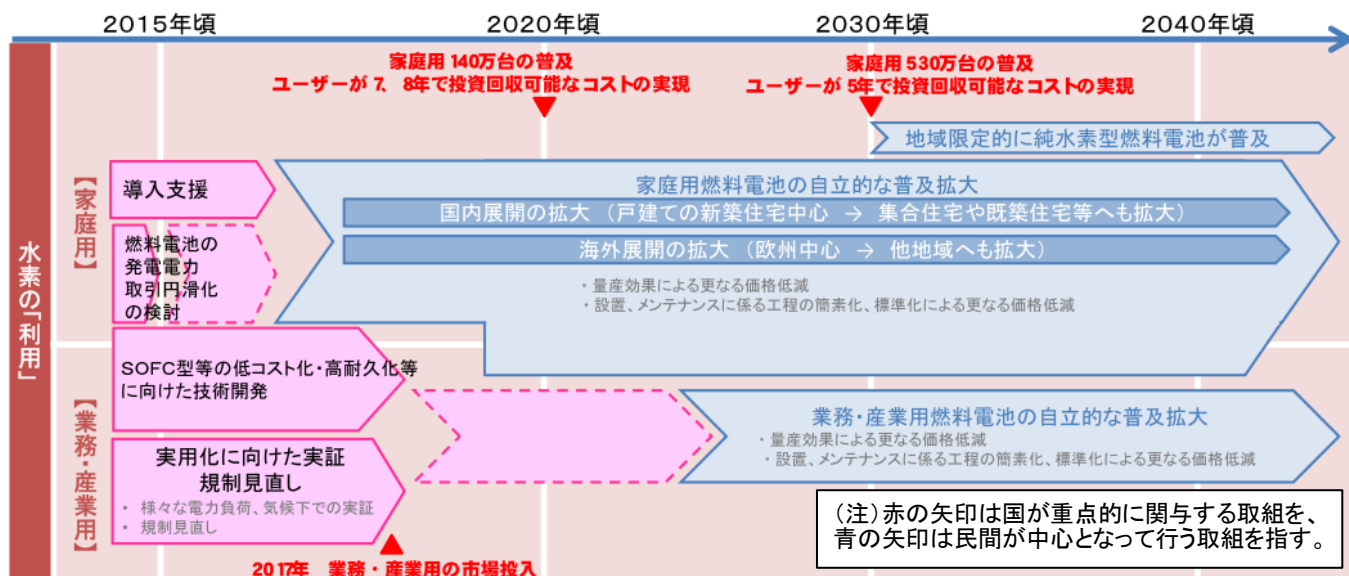 2015年頃
2020年頃
2030年頃
2040年頃
家庭用 140万台の普及
ユーザーが 7、8年で投資回収可能なコストの実現
家庭用 530万台の普及
ユーザーが 5年で投資回収可能なコストの実現
水素の「利用」
【家庭用】
地域限定的に純水素型燃料電池が普及
導入支援
燃料電池の
発電電力
取引円滑化
の検討
家庭用燃料電池の自立的な普及拡大
国内展開の拡大 (戸建ての新築住宅中心 → 集合住宅や既築住宅等へも拡大)
海外展開の拡大 (欧州中心 → 他地域へも拡大)
・量産効果による更なる価格低減
・設置、メンテナンスに係る工程の簡素化、標準化による更なる価格低減
【業務・産業用】
SOFC型等の低コスト化・高耐久化等
に向けた技術開発
実用化に向けた実証
規制見直し
・ 様々な電力負荷、気候下での実証
・ 規制見直し
業務・産業用燃料電池の自立的な普及拡大
・量産効果による更なる価格低減
・設置、メンテナンスに係る工程の簡素化、標準化による更なる価格低減
2017年 業務・産業用の市場投入
(注)赤の矢印は国が重点的に関与する取組を、
青の矢印は民間が中心となって行う取組を指す。